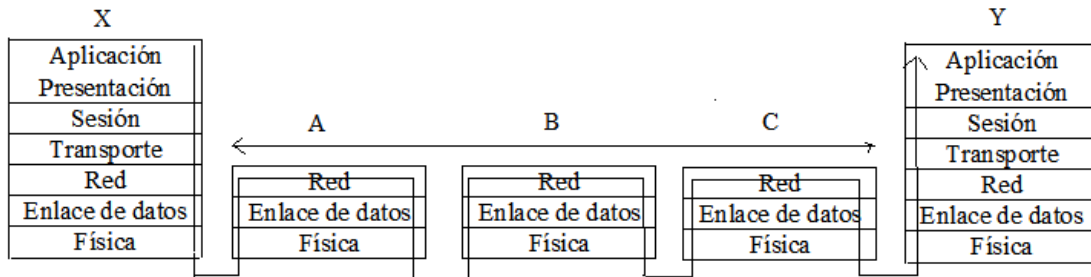 X
Aplicación
Presentación
Sesión
Transporte
Red
Enlace de datos
Física
A
Red
Enlace de datos
Física
B
Red
Enlace de datos
Física
C
Red
Enlace de datos
Física
Y
Aplicación
Presentación
Sesión
Transporte
Red
Enlace de datos
Física